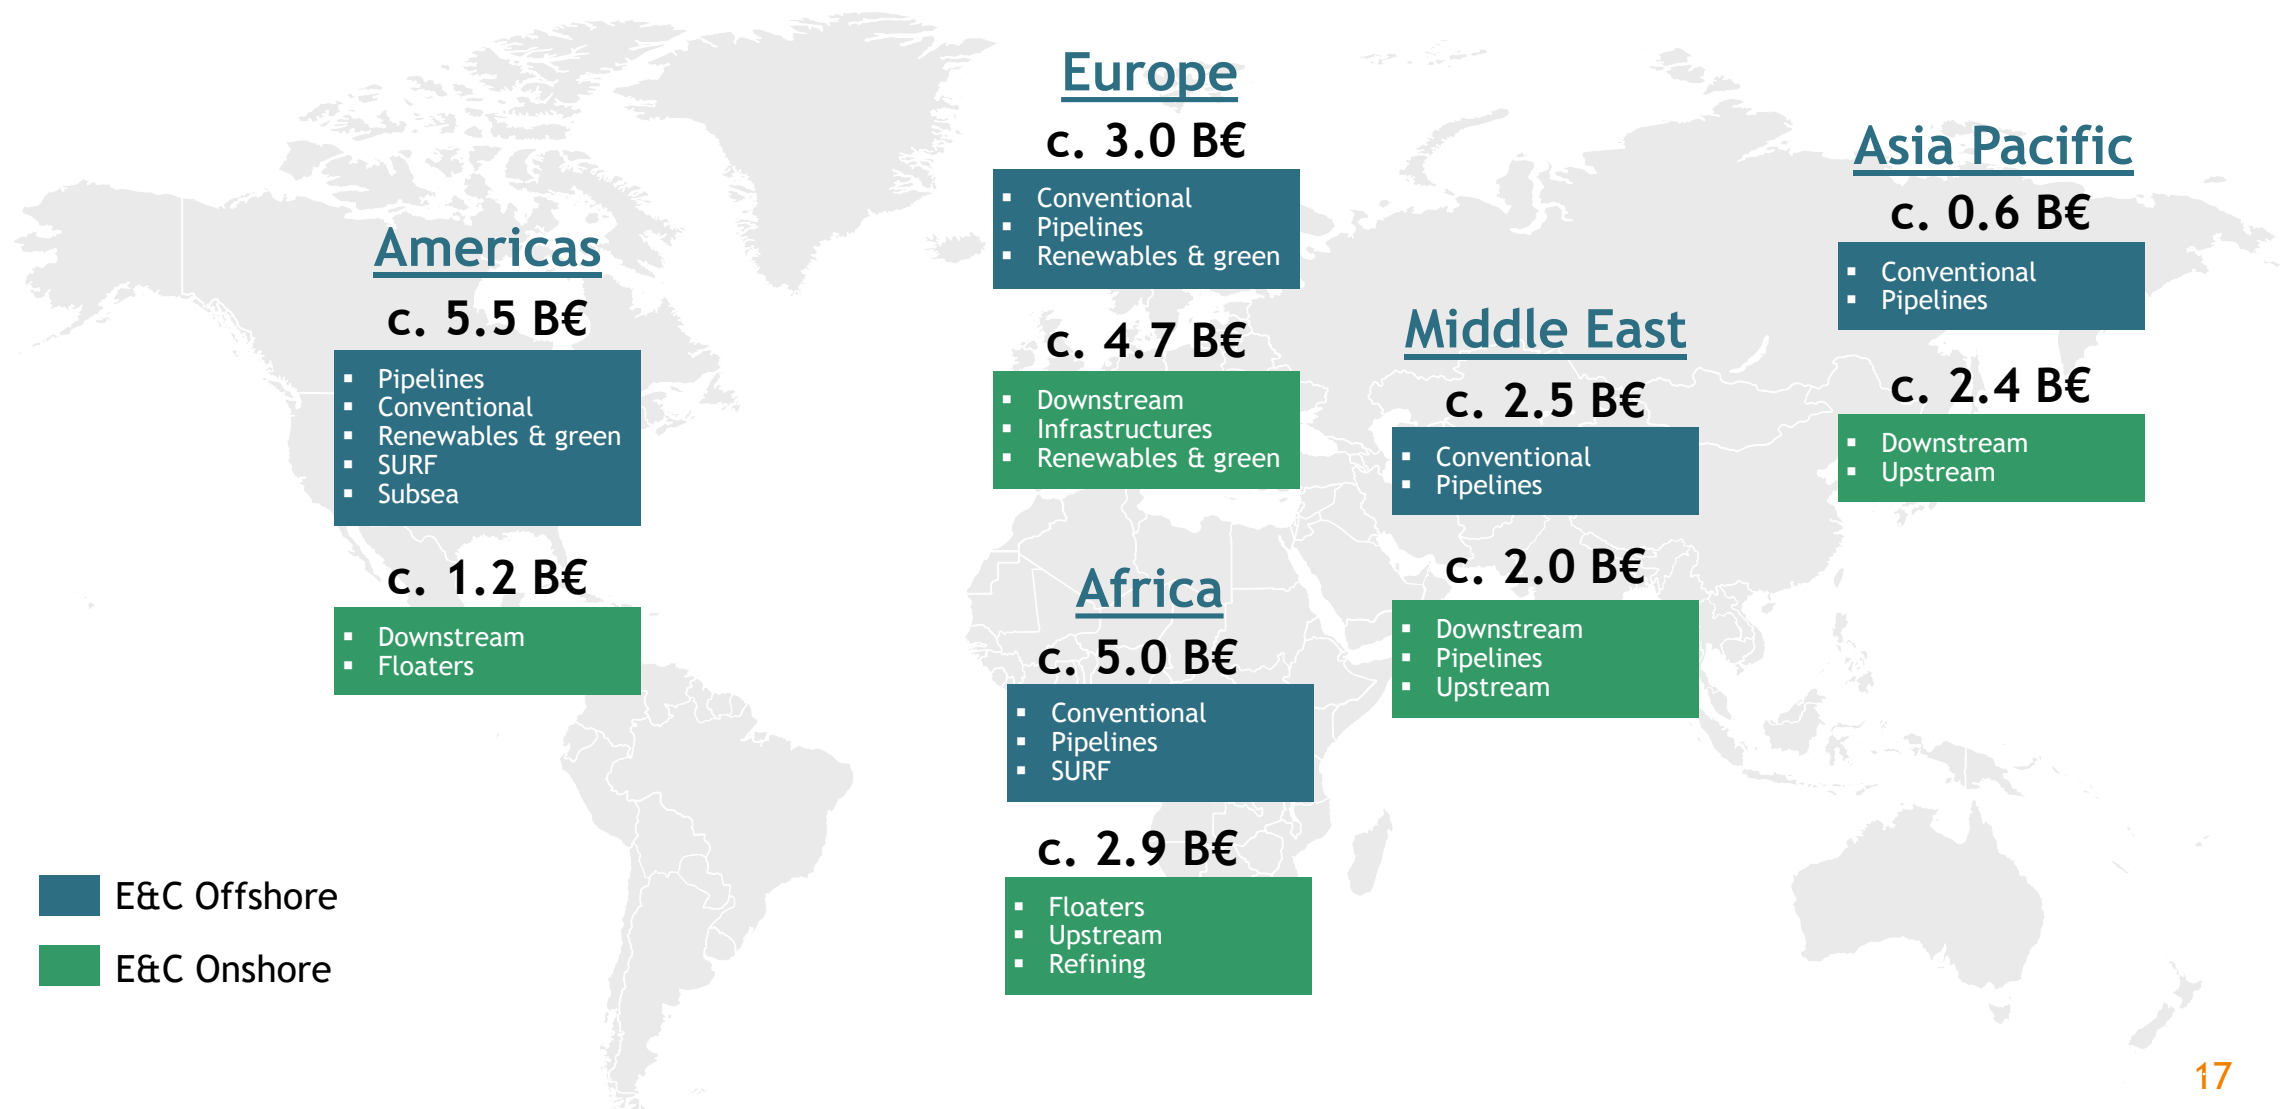 Americas
c. 5.5 B€
▪ Pipelines
▪ Conventional
▪ Renewables & green
▪ SURF
▪ Subsea
c. 1.2 B€
▪ Downstream
▪ Floaters
Europe
c. 3.0 B€
▪ Conventional
▪ Pipelines
▪ Renewables & green
c. 4.7 B€
▪ Downstream
▪ Infrastructures
▪ Renewables & green
Africa
c. 5.0 B€
▪ Conventional
▪ Pipelines
▪ SURF
c. 2.9 B€
▪ Floaters
▪ Upstream
▪ Refining
Middle East
c. 2.5 B€
▪ Conventional
▪ Pipelines
c. 2.0 B€
▪ Downstream
▪ Pipelines
▪ Upstream
Asia Pacific
c. 0.6 B€
▪ Conventional
▪ Pipelines
c. 2.4 B€
▪ Downstream
▪ Upstream
E&C Offshore
E&C Onshore
17